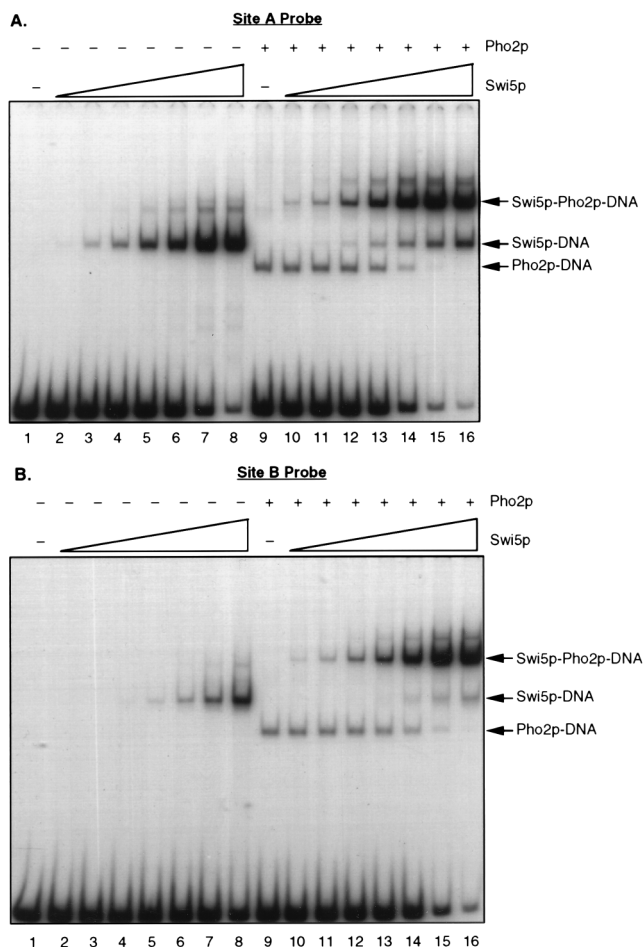 A.
Site A Probe
– – – – – – – – + + + + + + + + Pho2p
– – Swi5p
Swi5p-Pho2p-DNA
Swi5p-DNA
Pho2p-DNA
1 2 3 4 5 6 7 8 9 10 11 12 13 14 15 16
B.
Site B Probe
– – – – – – – – + + + + + + + + Pho2p
– – Swi5p
Swi5p-Pho2p-DNA
Swi5p-DNA
Pho2p-DNA
1 2 3 4 5 6 7 8 9 10 11 12 13 14 15 16